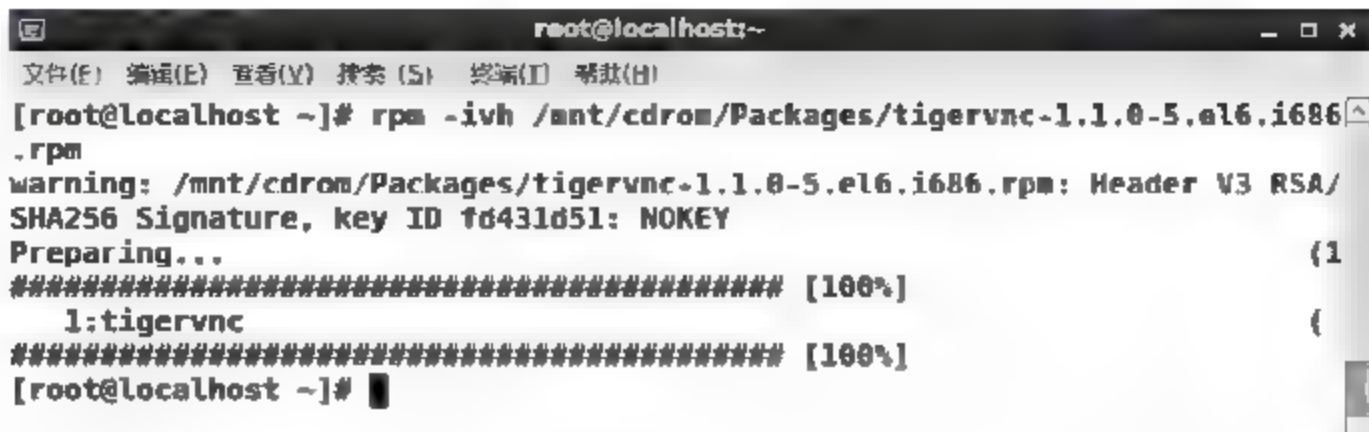 root@localhost:~
文件(F) 编辑(E) 查看(V) 搜索 (S) 终端(T) 帮助(H)
[root@localhost ~]# rpm -ivh /mnt/cdrom/Packages/tigervnc-1.1.0-5.el6.i686
.rpm
warning: /mnt/cdrom/Packages/tigervnc-1.1.0-5.el6.i686.rpm: Header V3 RSA/
SHA256 Signature, key ID fd431d51: NOKEY
Preparing... (1
########################################### [100%]
1:tigervnc (
########################################### [100%]
[root@localhost ~]#